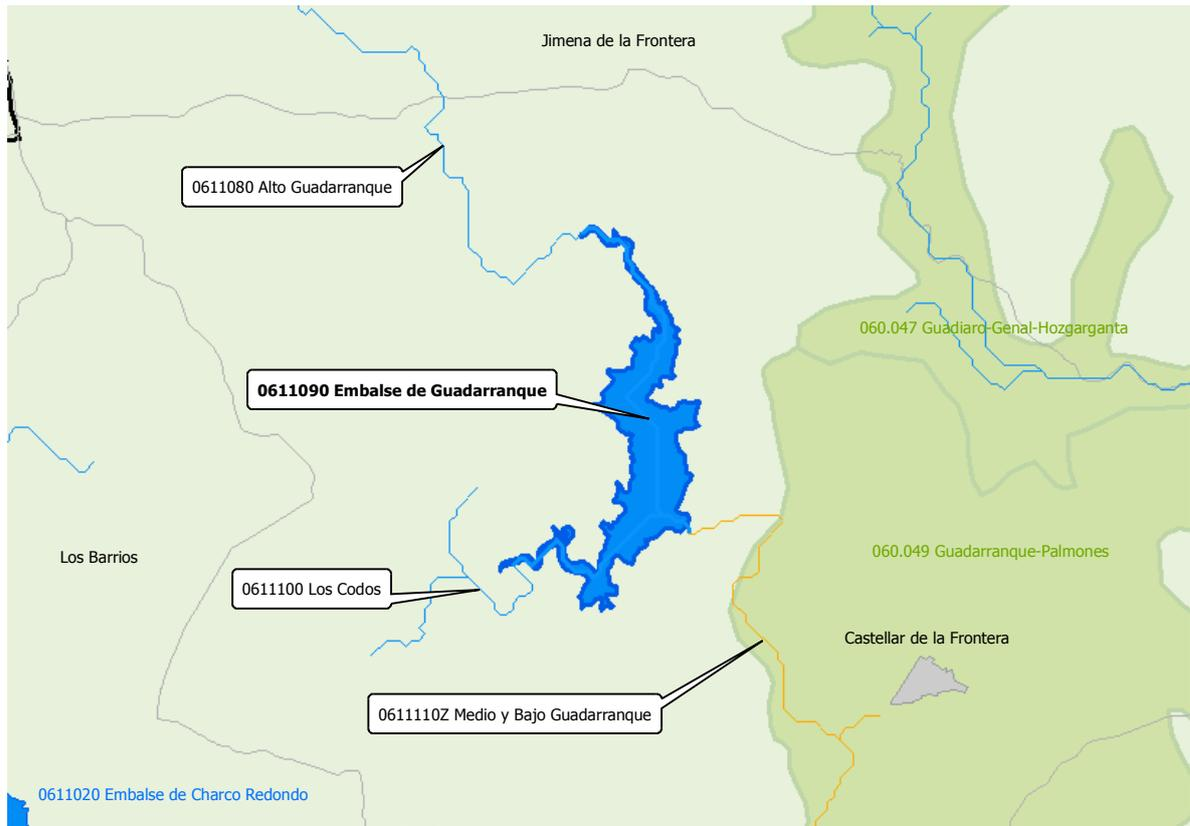 Jimena de la Frontera
0611080 Alto Guadarranque
060.047 Guadiaro-Genal-Hozgarganta
0611090 Embalse de Guadarranque
Los Barrios
060.049 Guadarranque-Palmones
0611100 Los Codos
Castellar de la Frontera
0611110Z Medio y Bajo Guadarranque
0611020 Embalse de Charco Redondo